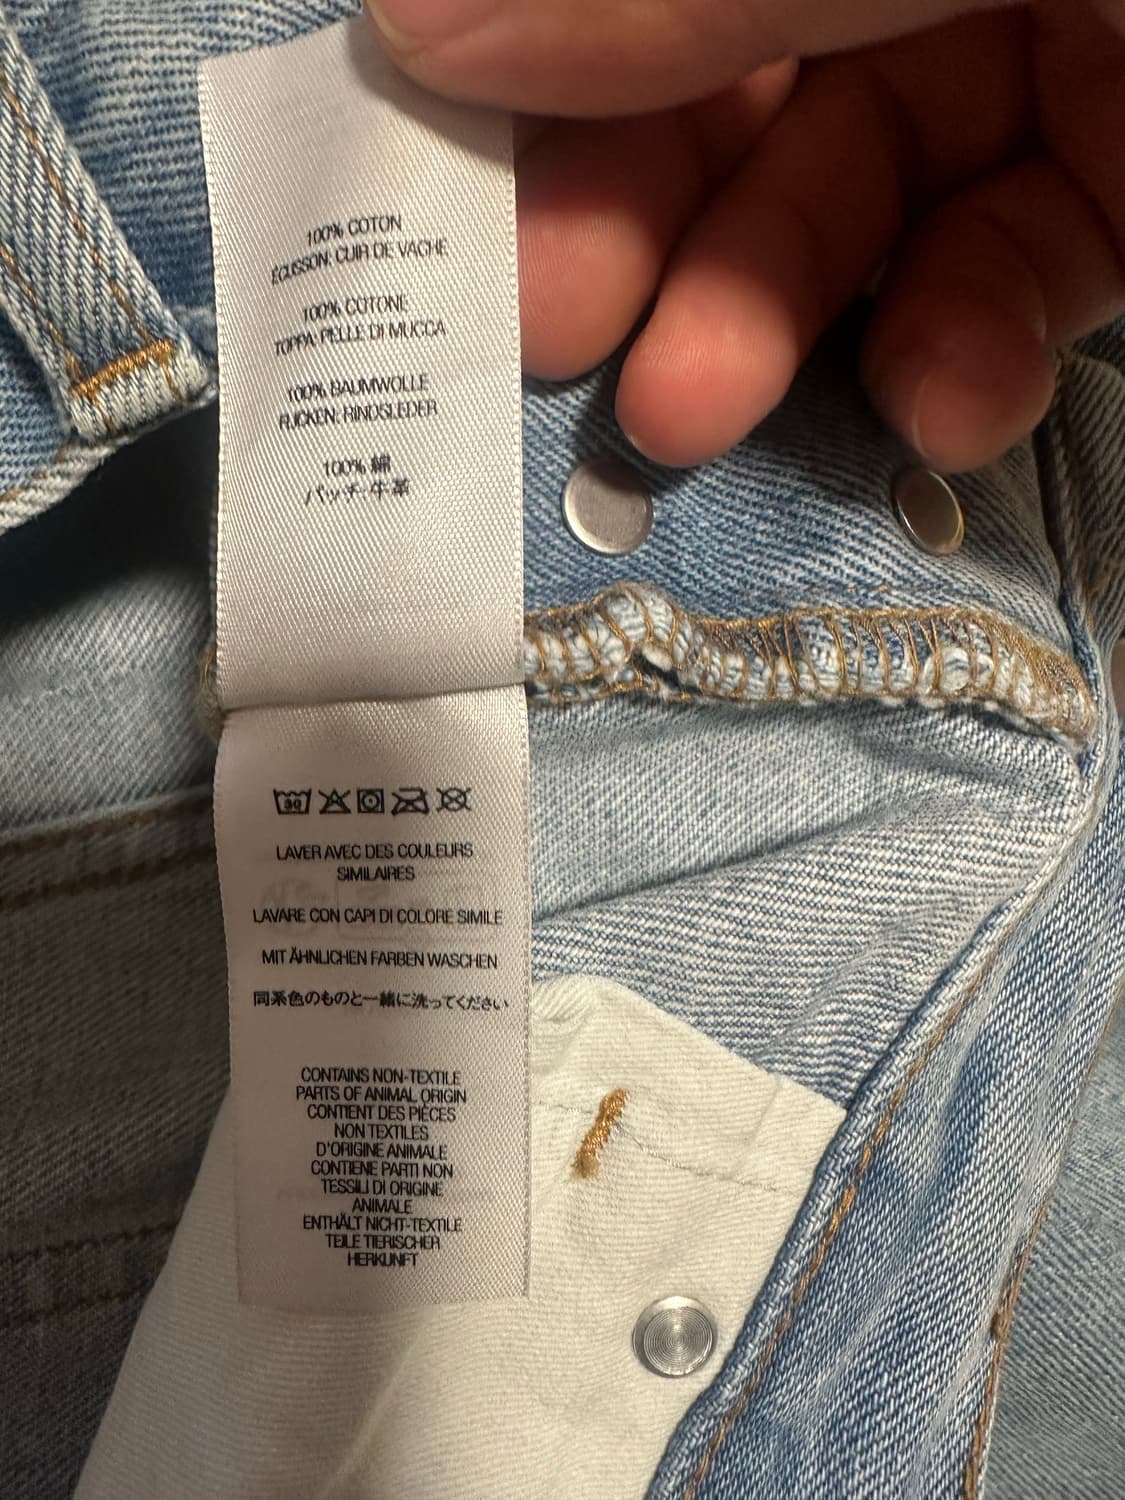 100% COTON
ÉCUSSON: CUIR DE VACHE
100% COTONE
TOPPA: PELLE DI MUCCA
100% BAUMWOLLE
FLICKEN: RINDSLEDER
100% 綿
パッチ:牛革
30
LAVER AVEC DES COULEURS
SIMILAIRES
LAVARE CON CAPI DI COLORE SIMILE
MIT ÄHNLICHEN FARBEN WASCHEN
同系色のものと一緒に洗ってください
CONTAINS NON-TEXTILE
PARTS OF ANIMAL ORIGIN
CONTIENT DES PIÈCES
NON TEXTILES
D'ORIGINE ANIMALE
CONTIENE PARTI NON
TESSILI DI ORIGINE
ANIMALE
ENTHÄLT NICHT-TEXTILE
TEILE TIERISCHER
HERKUNFT